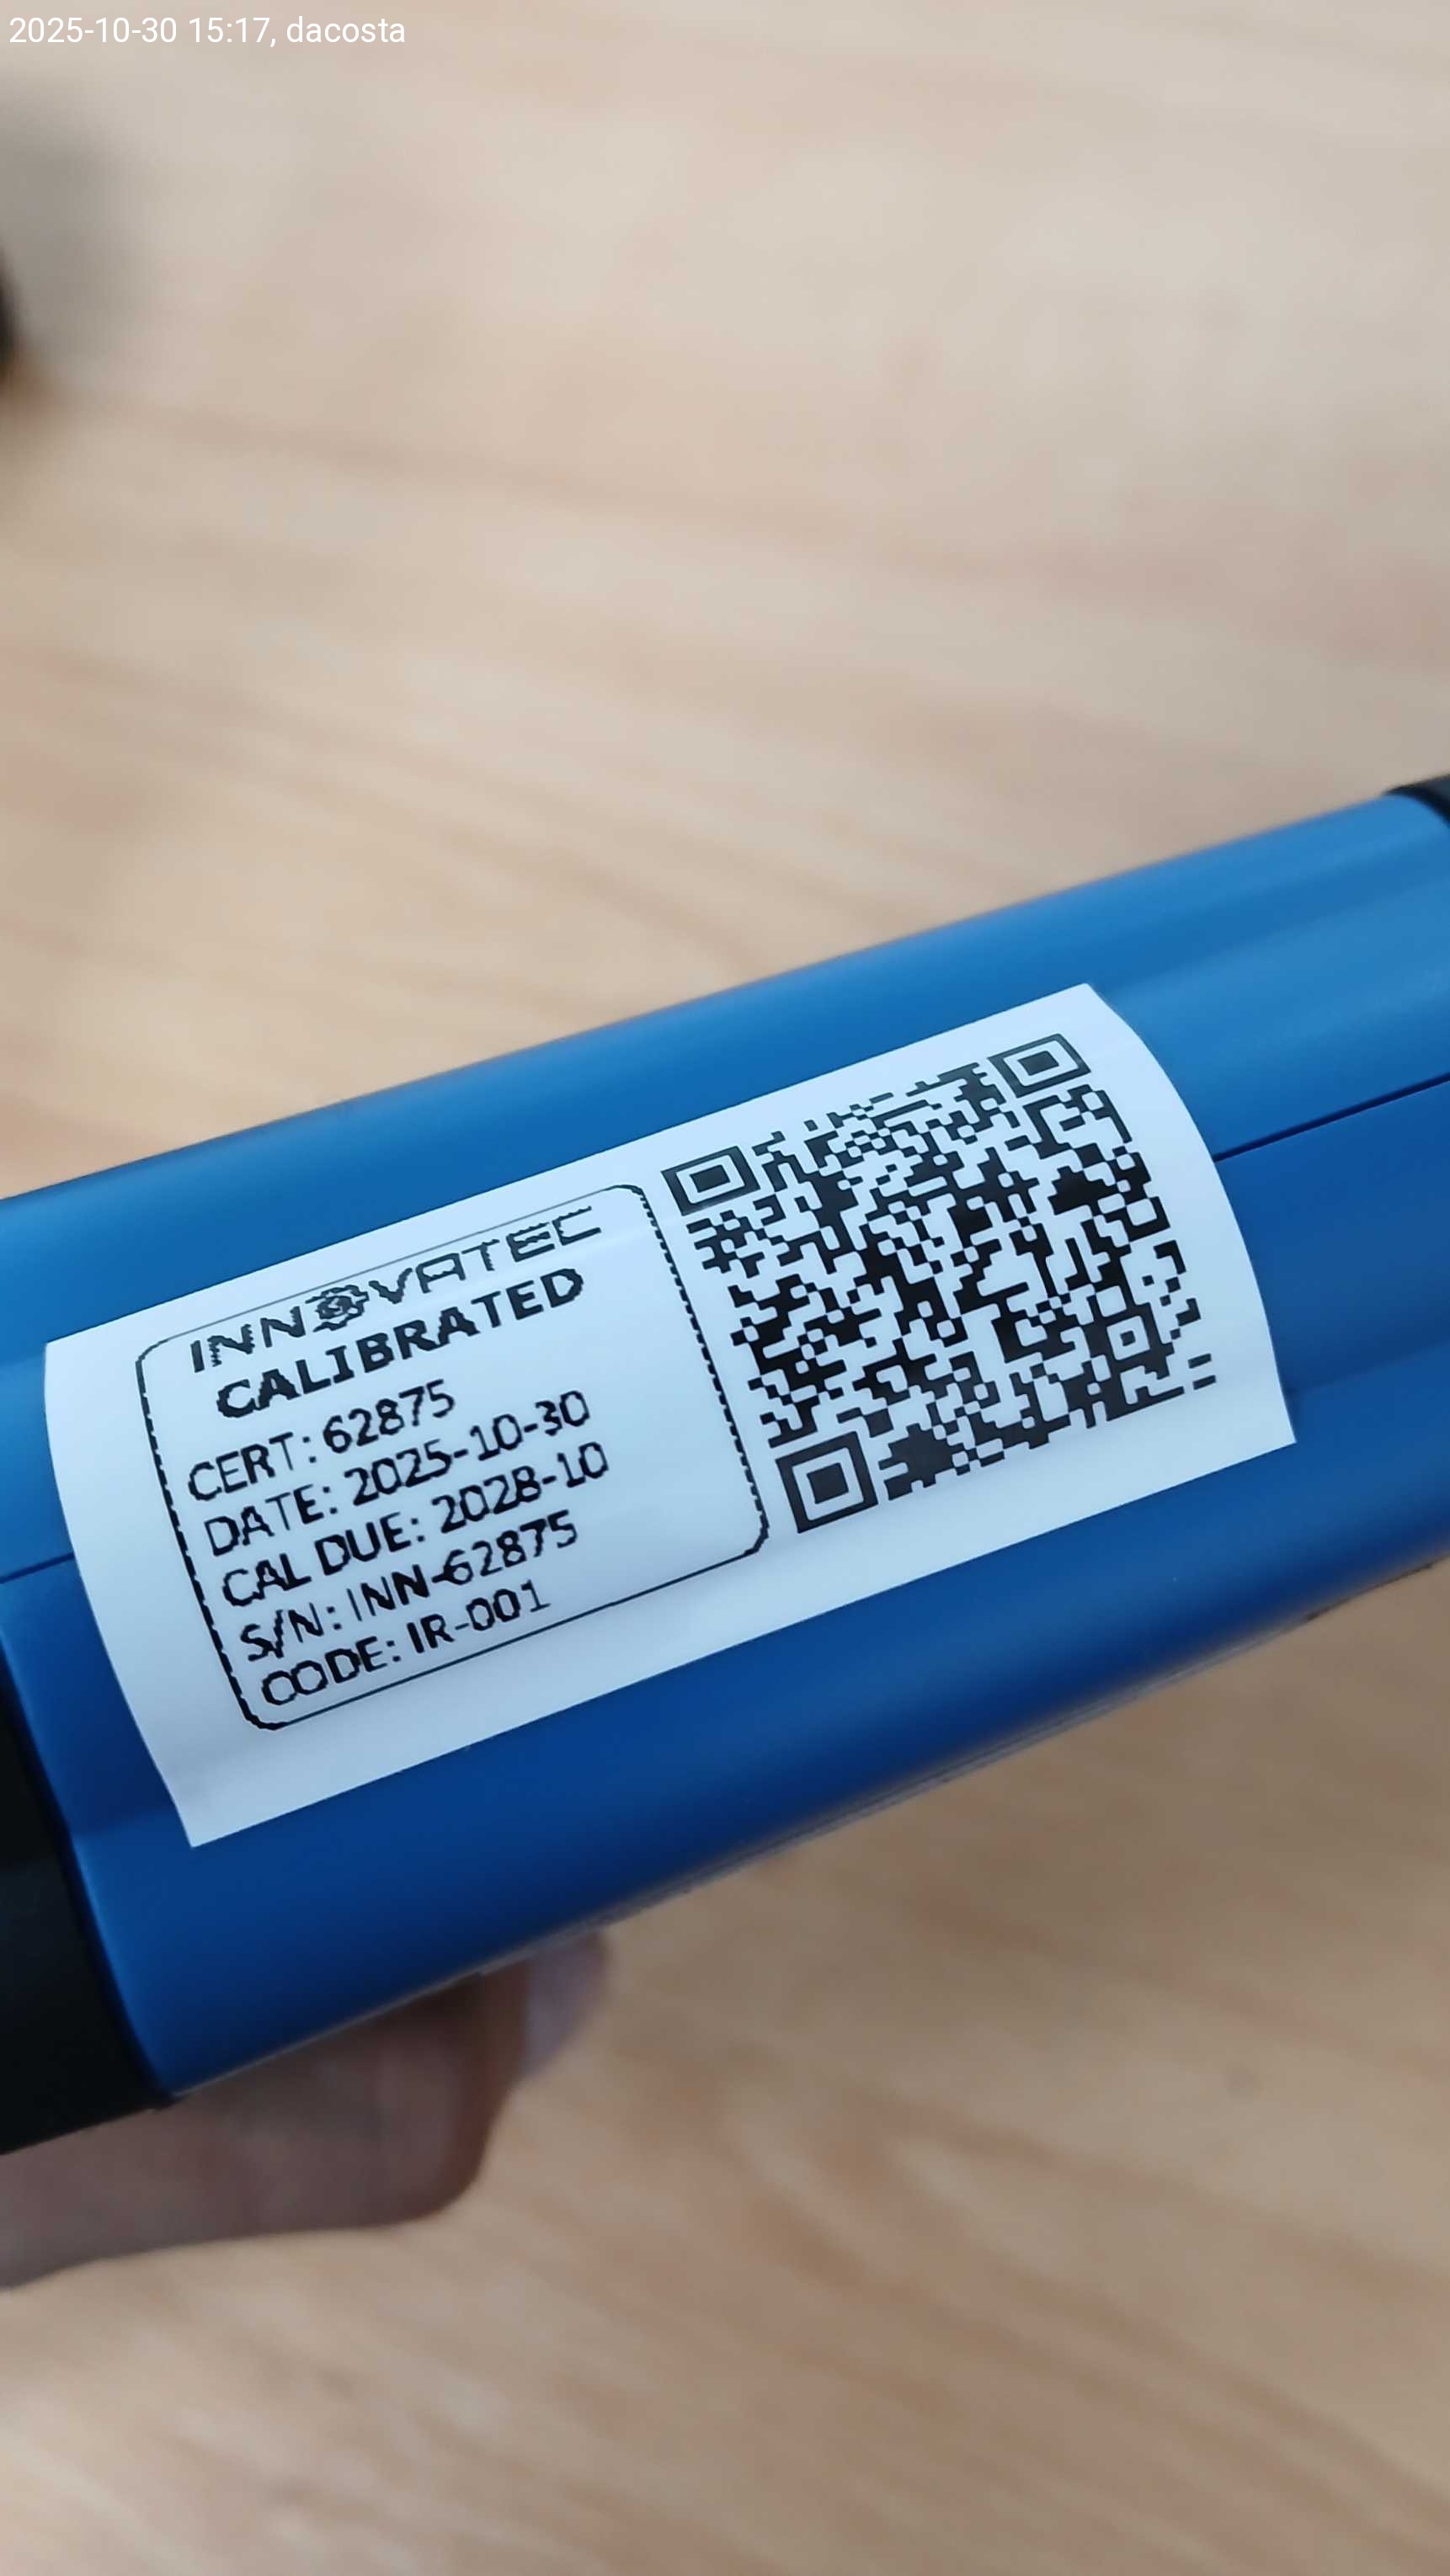 2025-10-30 15:17, dacosta
INNOVATEC
CALIBRATED
CERT: 62875
DATE: 2025-10-30
CAL DUE: 2028-10
S/N: INN-62875
CODE: IR-001